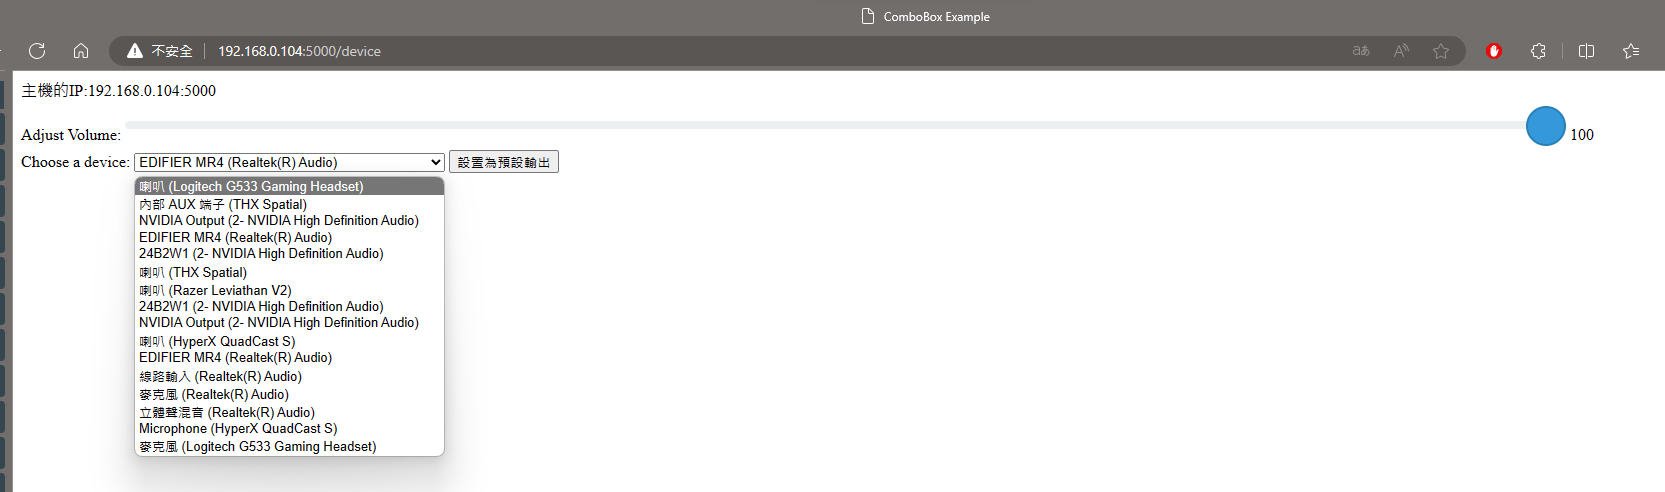 ComboBox Example
不安全 192.168.0.104:5000/device
主機的IP:192.168.0.104:5000
Adjust Volume: 100
Choose a device: EDIFIER MR4 (Realtek(R) Audio) 設置為預設輸出
喇叭 (Logitech G533 Gaming Headset)
內部 AUX 端子 (THX Spatial)
NVIDIA Output (2- NVIDIA High Definition Audio)
EDIFIER MR4 (Realtek(R) Audio)
24B2W1 (2- NVIDIA High Definition Audio)
喇叭 (THX Spatial)
喇叭 (Razer Leviathan V2)
24B2W1 (2- NVIDIA High Definition Audio)
NVIDIA Output (2- NVIDIA High Definition Audio)
喇叭 (HyperX QuadCast S)
EDIFIER MR4 (Realtek(R) Audio)
線路輸入 (Realtek(R) Audio)
麥克風 (Realtek(R) Audio)
立體聲混音 (Realtek(R) Audio)
Microphone (HyperX QuadCast S)
麥克風 (Logitech G533 Gaming Headset)